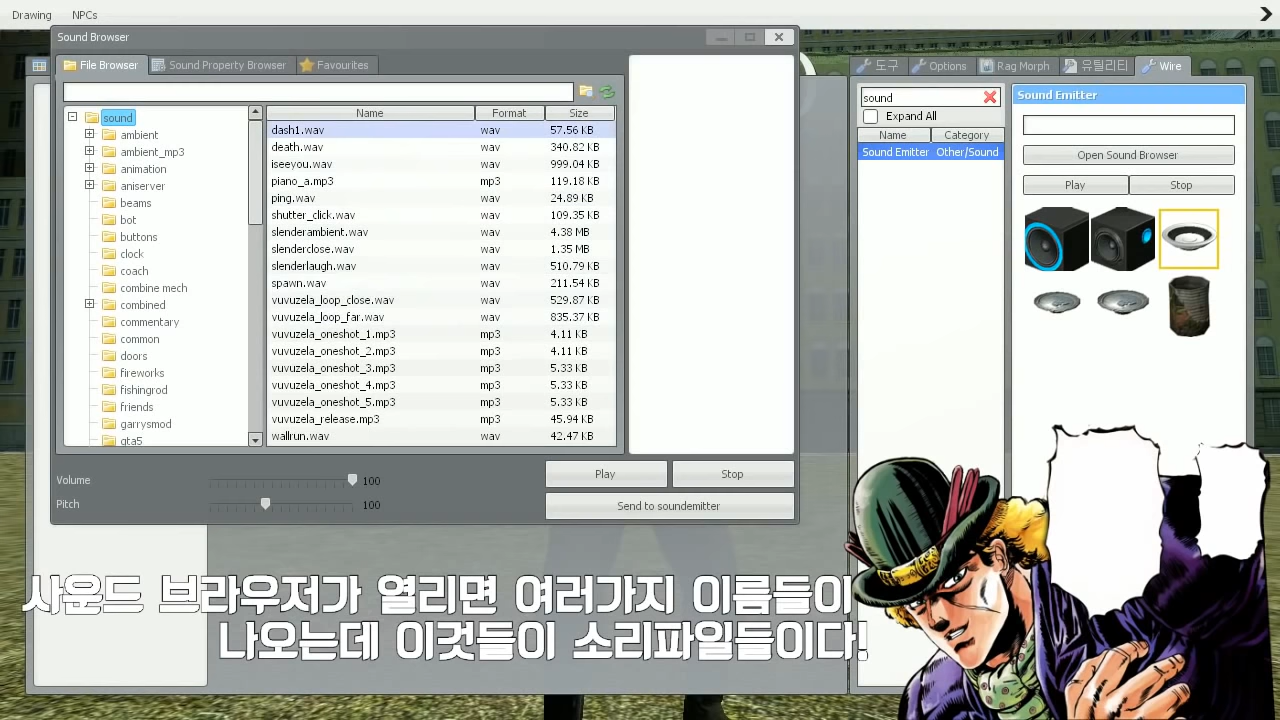 Drawing NPCs
Sound Browser
File Browser Sound Property Browser Favourites
도구 Options Rag Morph 유틸리티 Wire
sound
Expand All
Name Category
Sound Emitter Other/Sound
Sound Emitter
Open Sound Browser
Play Stop
sound
ambient
ambient_mp3
animation
aniserver
beams
bot
buttons
clock
coach
combine mech
combined
commentary
common
doors
fireworks
fishingrod
friends
garrysmod
gta5
Name Format Size
dash1.wav wav 57.56 KB
death.wav wav 340.82 KB
iseeyou.wav wav 999.04 KB
piano_a.mp3 mp3 119.18 KB
ping.wav wav 24.89 KB
shutter_click.wav wav 109.35 KB
slenderambient.wav wav 4.38 MB
slenderclose.wav wav 1.35 MB
slenderlaugh.wav wav 510.79 KB
spawn.wav wav 211.54 KB
vuvuzela_loop_close.wav wav 529.87 KB
vuvuzela_loop_far.wav wav 835.37 KB
vuvuzela_oneshot_1.mp3 mp3 4.11 KB
vuvuzela_oneshot_2.mp3 mp3 4.11 KB
vuvuzela_oneshot_3.mp3 mp3 5.33 KB
vuvuzela_oneshot_4.mp3 mp3 5.33 KB
vuvuzela_oneshot_5.mp3 mp3 5.33 KB
vuvuzela_release.mp3 mp3 45.94 KB
wallrun.wav wav 42.47 KB
Volume 100
Pitch 100
Play Stop
Send to soundemitter
사운드 브라우저가 열리면 여러가지 이름들이
나오는데 이것들이 소리파일들이다!